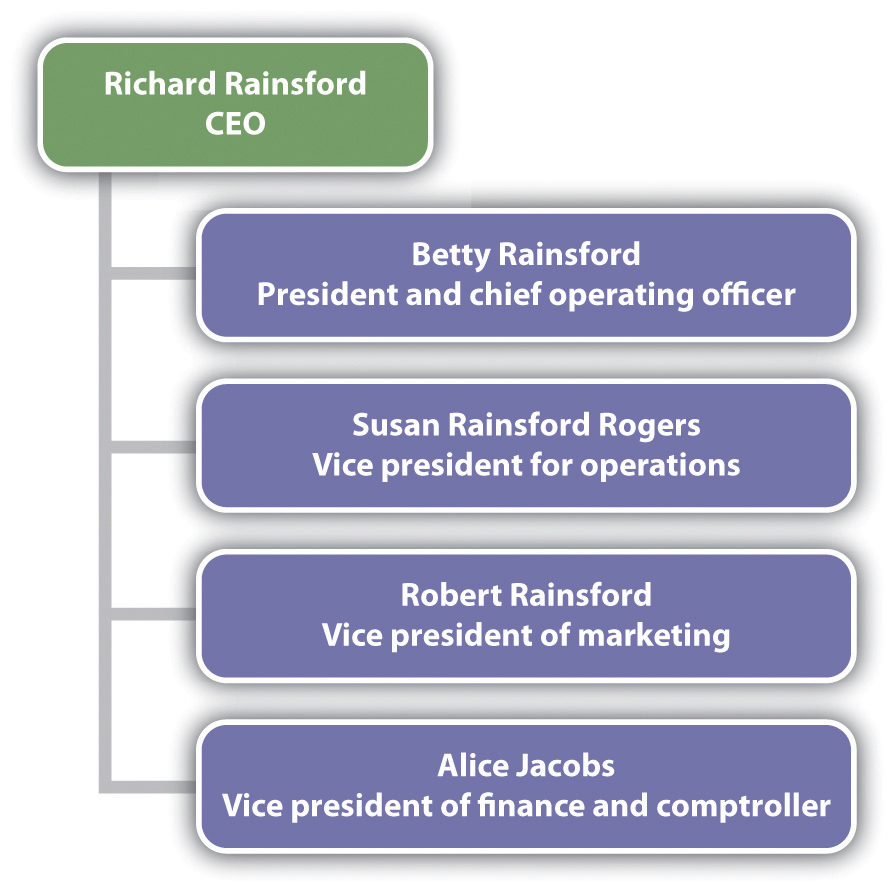 Richard Rainsford
CEO
Betty Rainsford
President and chief operating officer
Susan Rainsford Rogers
Vice president for operations
Robert Rainsford
Vice president of marketing
Alice Jacobs
Vice president of finance and comptroller